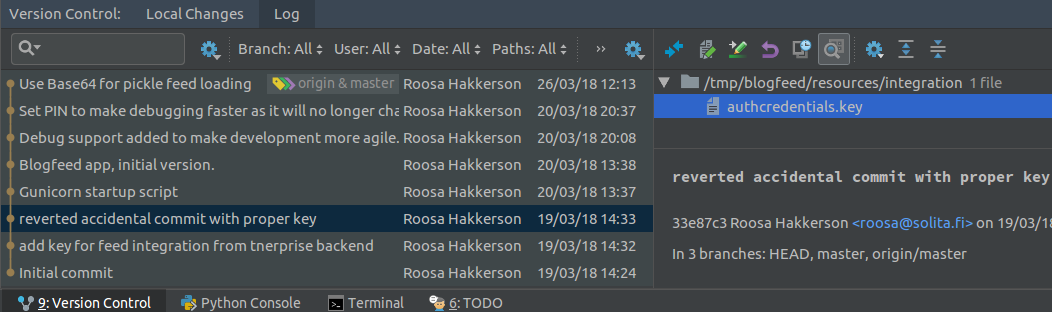 Version Control: Local Changes Log
Branch: All User: All Date: All Paths: All »
Use Base64 for pickle feed loading origin & master Roosa Hakkerson 26/03/18 12:13
Set PIN to make debugging faster as it will no longer cha Roosa Hakkerson 20/03/18 20:37
Debug support added to make development more agile. Roosa Hakkerson 20/03/18 20:08
Blogfeed app, initial version. Roosa Hakkerson 20/03/18 13:38
Gunicorn startup script Roosa Hakkerson 20/03/18 13:37
reverted accidental commit with proper key Roosa Hakkerson 19/03/18 14:33
add key for feed integration from tnerprise backend Roosa Hakkerson 19/03/18 14:32
Initial commit Roosa Hakkerson 19/03/18 14:24
/tmp/blogfeed/resources/integration 1 file
authcredentials.key
reverted accidental commit with proper key
33e87c3 Roosa Hakkerson <roosa@solita.fi> on 19/03/18
In 3 branches: HEAD, master, origin/master
9: Version Control Python Console Terminal 6: TODO